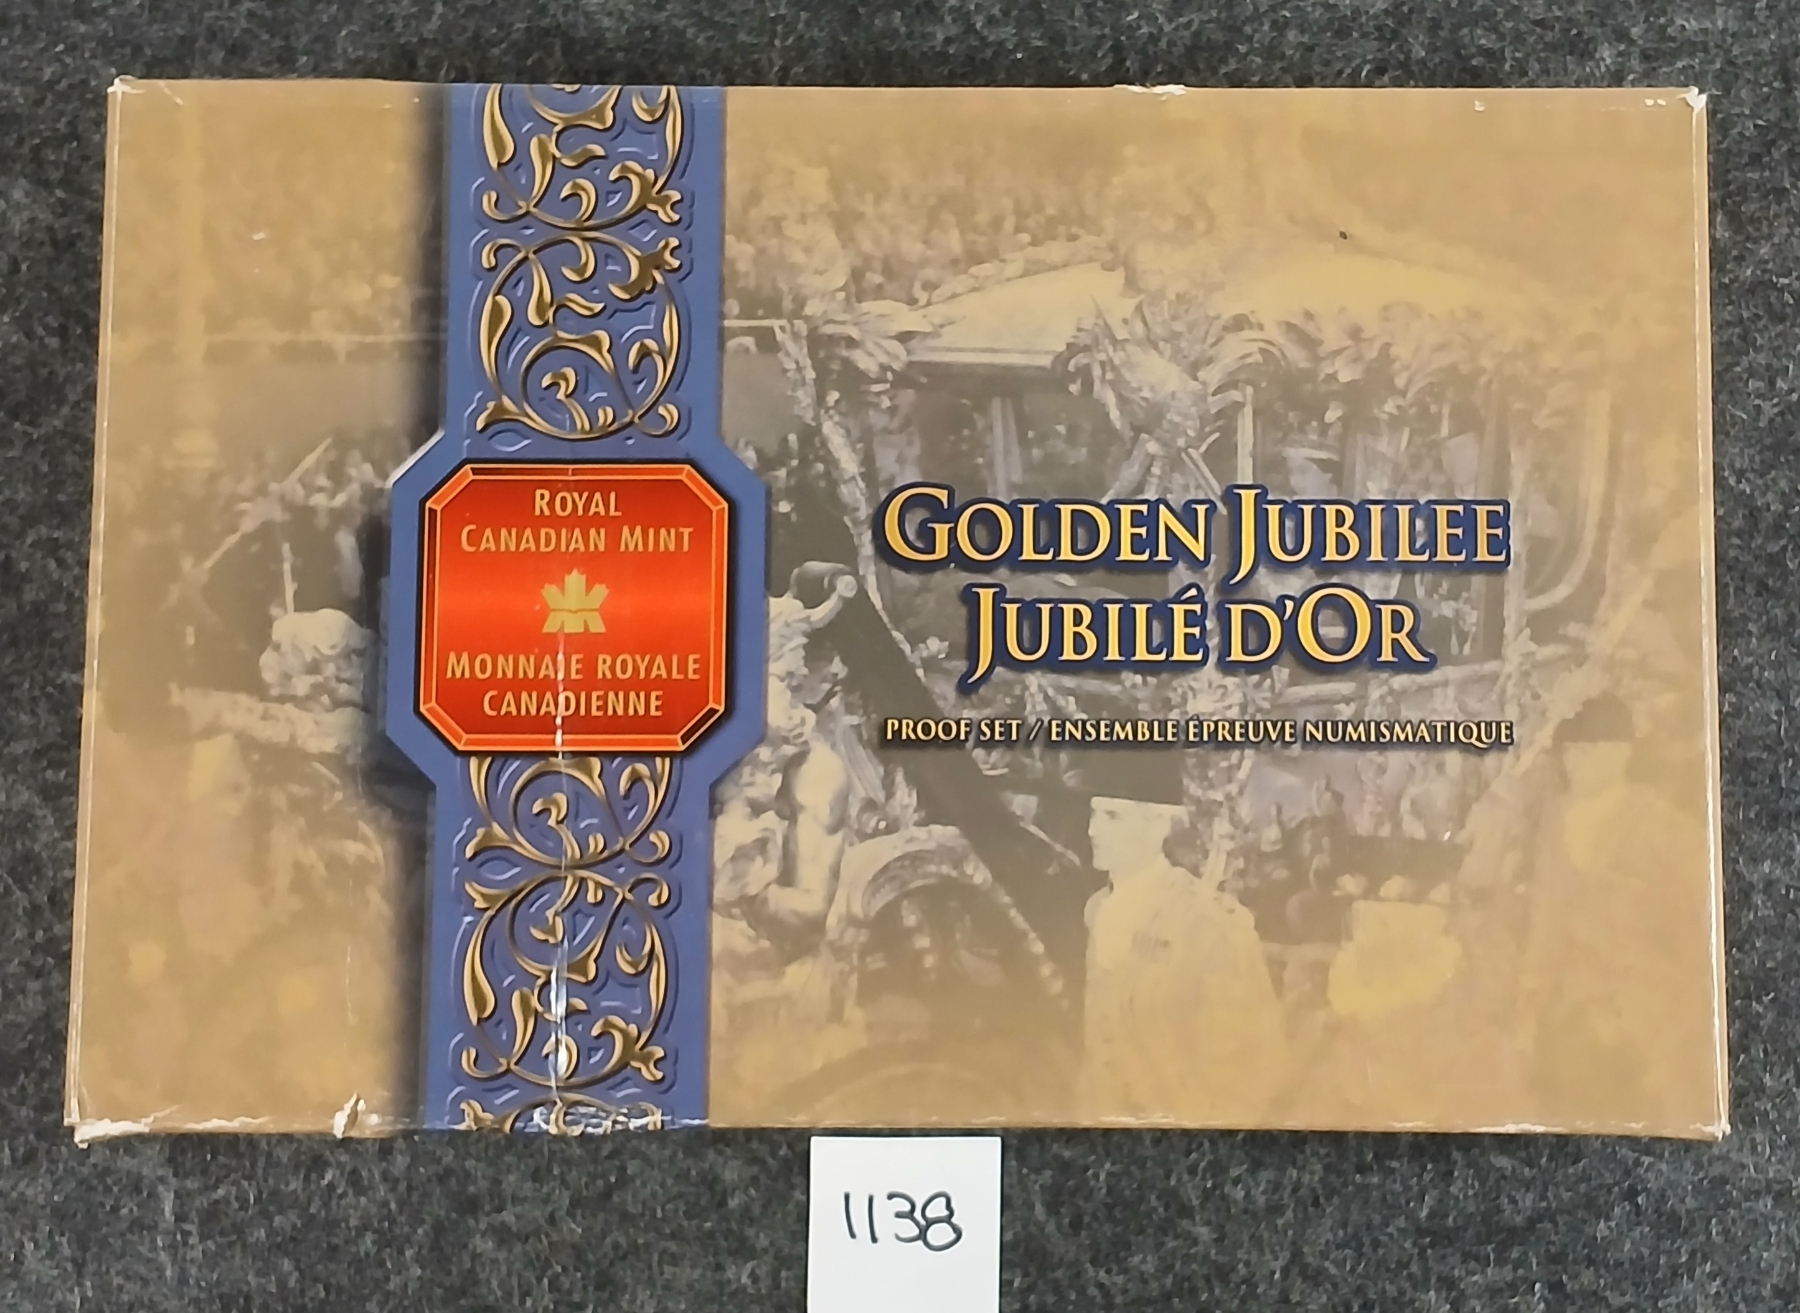 ROYAL
CANADIAN MINT
MONNAIE ROYALE
CANADIENNE
GOLDEN JUBILEE
JUBILÉ D'OR
PROOF SET / ENSEMBLE ÉPREUVE NUMISMATIQUE
1138